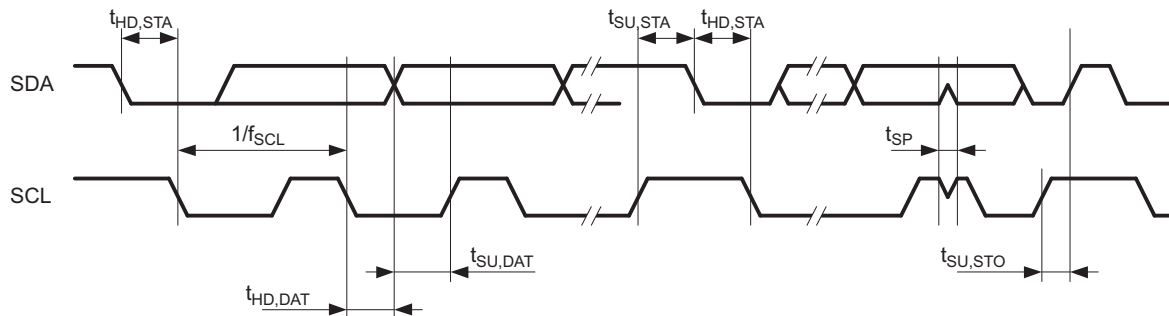 tHD,STA
tSU,STA
tHD,STA
SDA
1/fSCL
tSP
SCL
tSU,DAT
tSU,STO
tHD,DAT